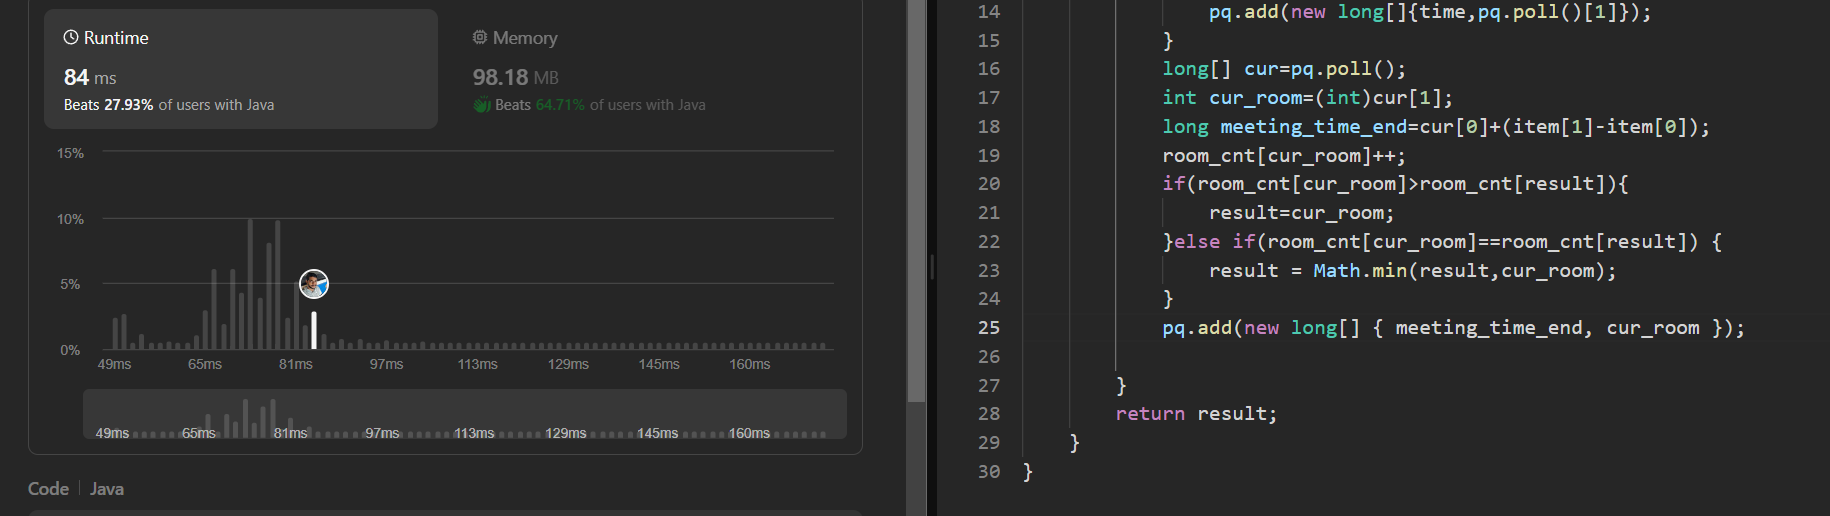 Runtime
84 ms
Beats 27.93% of users with Java
Memory
98.18 MB
Beats 64.71% of users with Java
15%
10%
5%
0%
49ms 65ms 81ms 97ms 113ms 129ms 145ms 160ms
49ms 65ms 81ms 97ms 113ms 129ms 145ms 160ms
Code Java
14 pq.add(new long[]{time,pq.poll()[1]});
15 }
16 long[] cur=pq.poll();
17 int cur_room=(int)cur[1];
18 long meeting_time_end=cur[0]+(item[1]-item[0]);
19 room_cnt[cur_room]++;
20 if(room_cnt[cur_room]>room_cnt[result]){
21 result=cur_room;
22 }else if(room_cnt[cur_room]==room_cnt[result]) {
23 result = Math.min(result,cur_room);
24 }
25 pq.add(new long[] { meeting_time_end, cur_room });
26
27 }
28 return result;
29 }
30 }